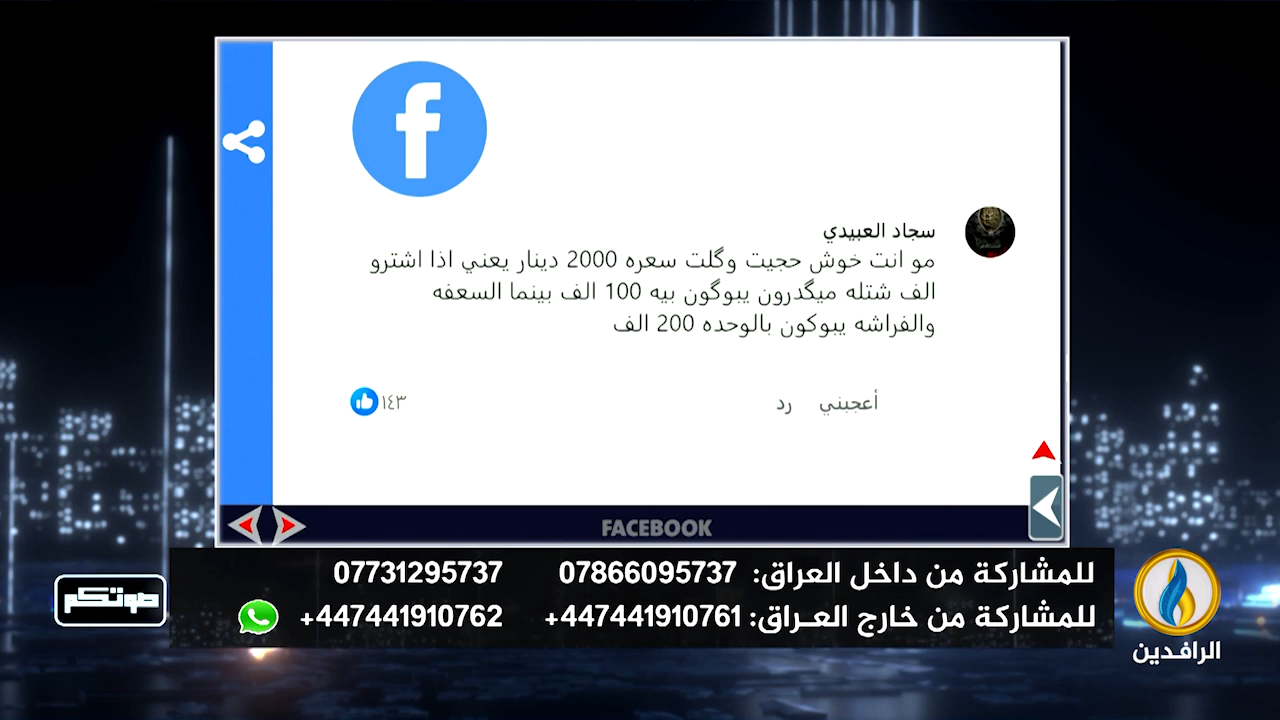 سجاد العبيدي
مو انت خوش حجيت وگلت سعره 2000 دينار يعني اذا اشترو
الف شتله ميگدرون يبوگون بيه 100 الف بينما السعفه
والفراشه يبوكون بالوحده 200 الف
أعجبني رد ١٤٣
FACEBOOK
للمشاركة من داخل العراق: 07866095737 07731295737
للمشاركة من خارج العـراق: 447441910761+ 447441910762+
صوتكم
الرافدين